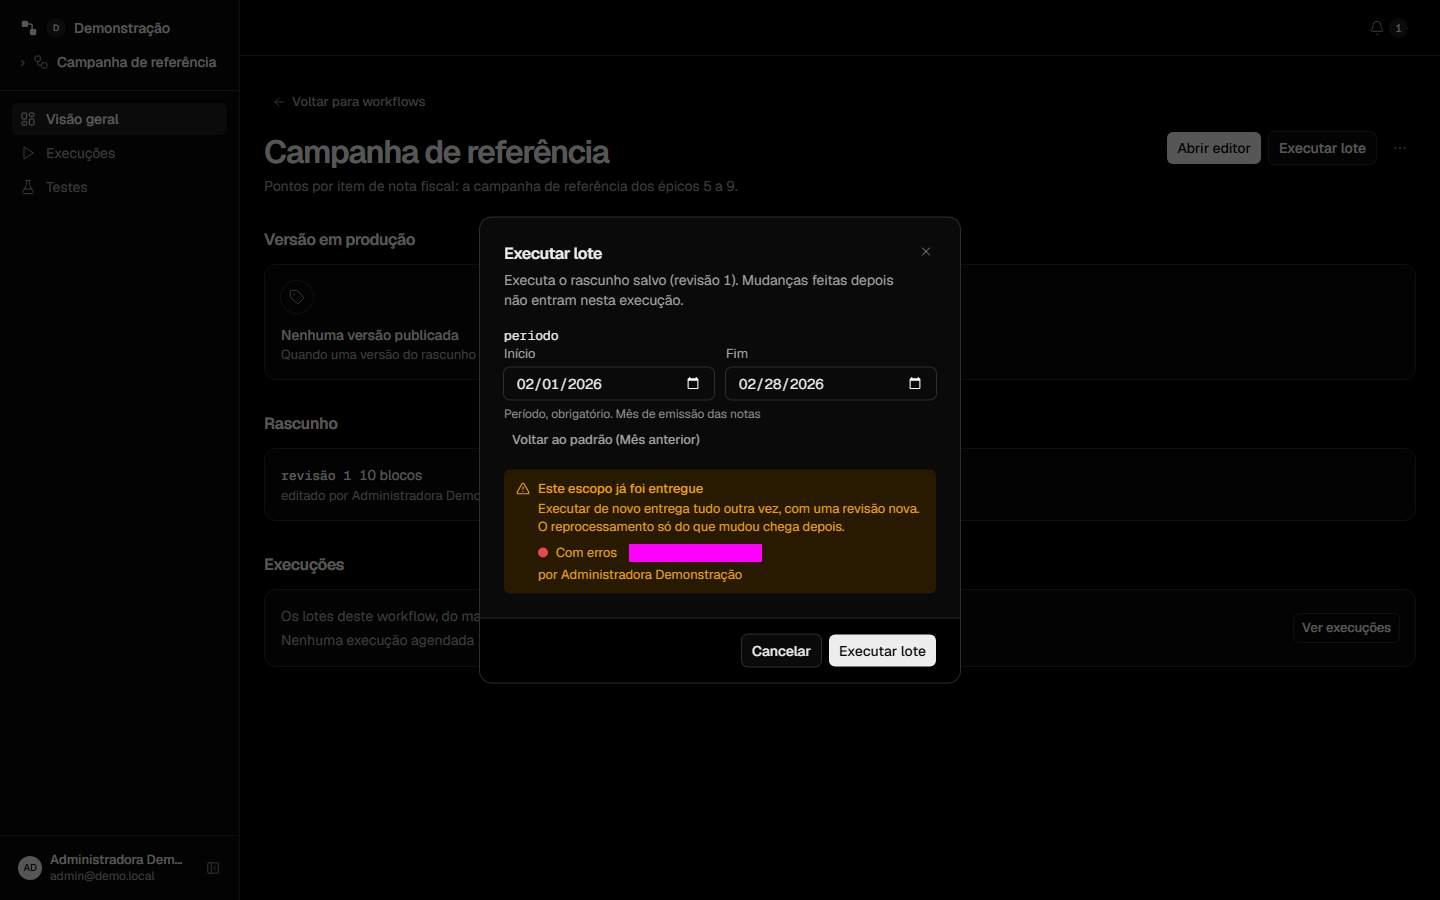 D Demonstração
Campanha de referência
1
Visão geral
Execuções
Testes
Voltar para workflows
Campanha de referência
Abrir editor
Executar lote
Pontos por item de nota fiscal: a campanha de referência dos épicos 5 a 9.
Versão em produção
Nenhuma versão publicada
Quando uma versão do rascunho
Rascunho
revisão 1 10 blocos
editado por Administradora Demo
Execuções
Os lotes deste workflow, do ma
Nenhuma execução agendada
Ver execuções
Executar lote
Executa o rascunho salvo (revisão 1). Mudanças feitas depois
não entram nesta execução.
periodo
Início Fim
02/01/2026 02/28/2026
Período, obrigatório. Mês de emissão das notas
Voltar ao padrão (Mês anterior)
Este escopo já foi entregue
Executar de novo entrega tudo outra vez, com uma revisão nova.
O reprocessamento só do que mudou chega depois.
Com erros
por Administradora Demonstração
Cancelar Executar lote
AD Administradora Dem...
admin@demo.local